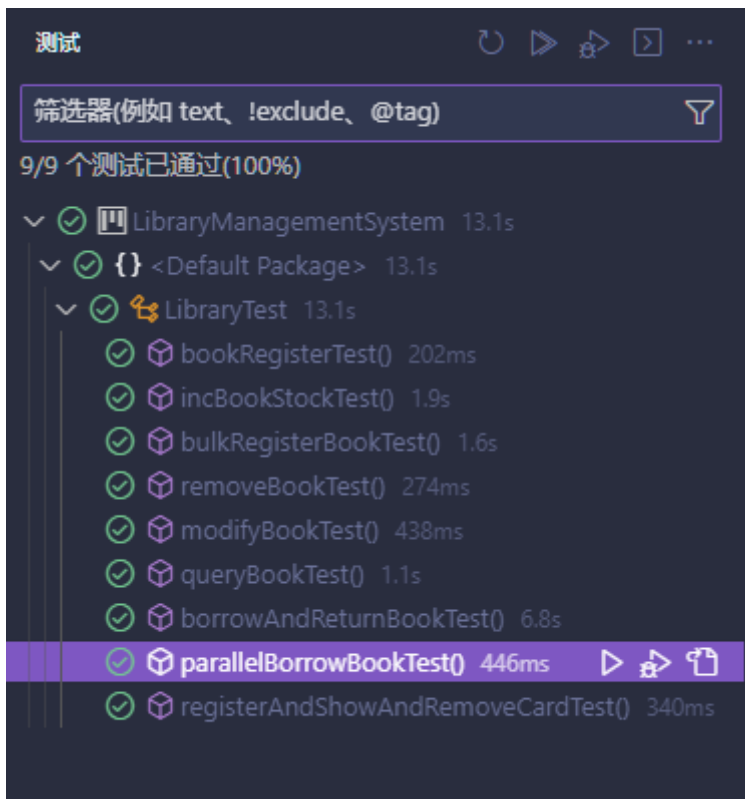 测试
筛选器(例如 text、!exclude、@tag)
9/9 个测试已通过(100%)
LibraryManagementSystem 13.1s
{} <Default Package> 13.1s
LibraryTest 13.1s
bookRegisterTest() 202ms
incBookStockTest() 1.9s
bulkRegisterBookTest() 1.6s
removeBookTest() 274ms
modifyBookTest() 438ms
queryBookTest() 1.1s
borrowAndReturnBookTest() 6.8s
parallelBorrowBookTest() 446ms
registerAndShowAndRemoveCardTest() 340ms